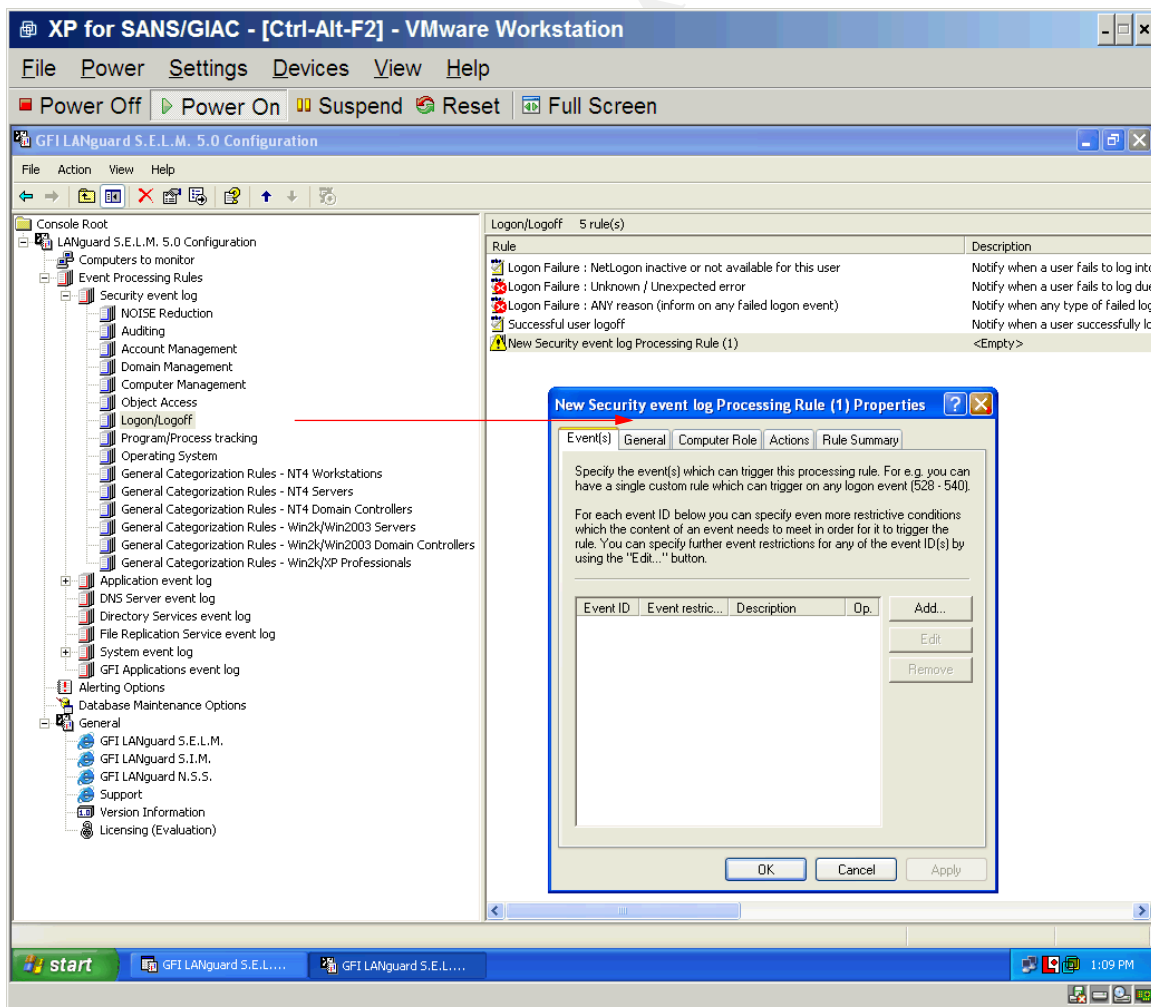 XP for SANS/GIAC - [Ctrl-Alt-F2] - VMware Workstation
File Power Settings Devices View Help
Power Off Power On Suspend Reset Full Screen
GFI LANguard S.E.L.M. 5.0 Configuration
File Action View Help
Console Root
LANguard S.E.L.M. 5.0 Configuration
Computers to monitor
Event Processing Rules
Security event log
NOISE Reduction
Auditing
Account Management
Domain Management
Computer Management
Object Access
Logon/Logoff
Program/Process tracking
Operating System
General Categorization Rules - NT4 Workstations
General Categorization Rules - NT4 Servers
General Categorization Rules - NT4 Domain Controllers
General Categorization Rules - Win2k/Win2003 Servers
General Categorization Rules - Win2k/Win2003 Domain Controllers
General Categorization Rules - Win2k/XP Professionals
Application event log
DNS Server event log
Directory Services event log
File Replication Service event log
System event log
GFI Applications event log
Alerting Options
Database Maintenance Options
General
GFI LANguard S.E.L.M.
GFI LANguard S.I.M.
GFI LANguard N.S.S.
Support
Version Information
Licensing (Evaluation)
Logon/Logoff 5 rule(s)
Rule Description
Logon Failure : NetLogon inactive or not available for this user Notify when a user fails to log into
Logon Failure : Unknown / Unexpected error Notify when a user fails to log due
Logon Failure : ANY reason (inform on any failed logon event) Notify when any type of failed log
Successful user logoff Notify when a user successfully lo
New Security event log Processing Rule (1) <Empty>
New Security event log Processing Rule (1) Properties
Event(s) General Computer Role Actions Rule Summary
Specify the event(s) which can trigger this processing rule. For e.g. you can
have a single custom rule which can trigger on any logon event (528 - 540).
For each event ID below you can specify even more restrictive conditions
which the content of an event needs to meet in order for it to trigger the
rule. You can specify further event restrictions for any of the event ID(s) by
using the "Edit..." button.
Event ID Event restric... Description Op.
Add...
Edit
Remove
OK Cancel Apply
start GFI LANguard S.E.L.... GFI LANguard S.E.L.... 1:09 PM